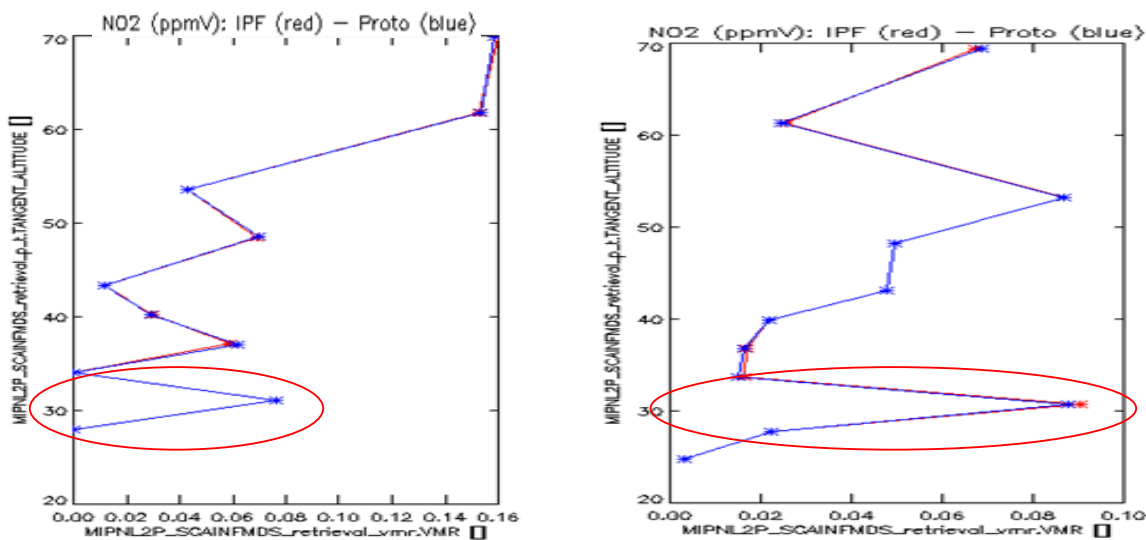 NO2 (ppmV): IPF (red) — Proto (blue)
70
60
50
40
30
20
MIPNL2P_SCAINFMDS_retrieval_p_t.TANGENT_ALTITUDE []
0.00 0.02 0.04 0.06 0.08 0.10 0.12 0.14 0.16
MIPNL2P_SCAINFMDS_retrieval_vmr.VMR []
NO2 (ppmV): IPF (red) — Proto (blue)
70
60
50
40
30
20
MIPNL2P_SCAINFMDS_retrieval_p_t.TANGENT_ALTITUDE []
0.00 0.02 0.04 0.06 0.08 0.10
MIPNL2P_SCAINFMDS_retrieval_vmr.VMR []